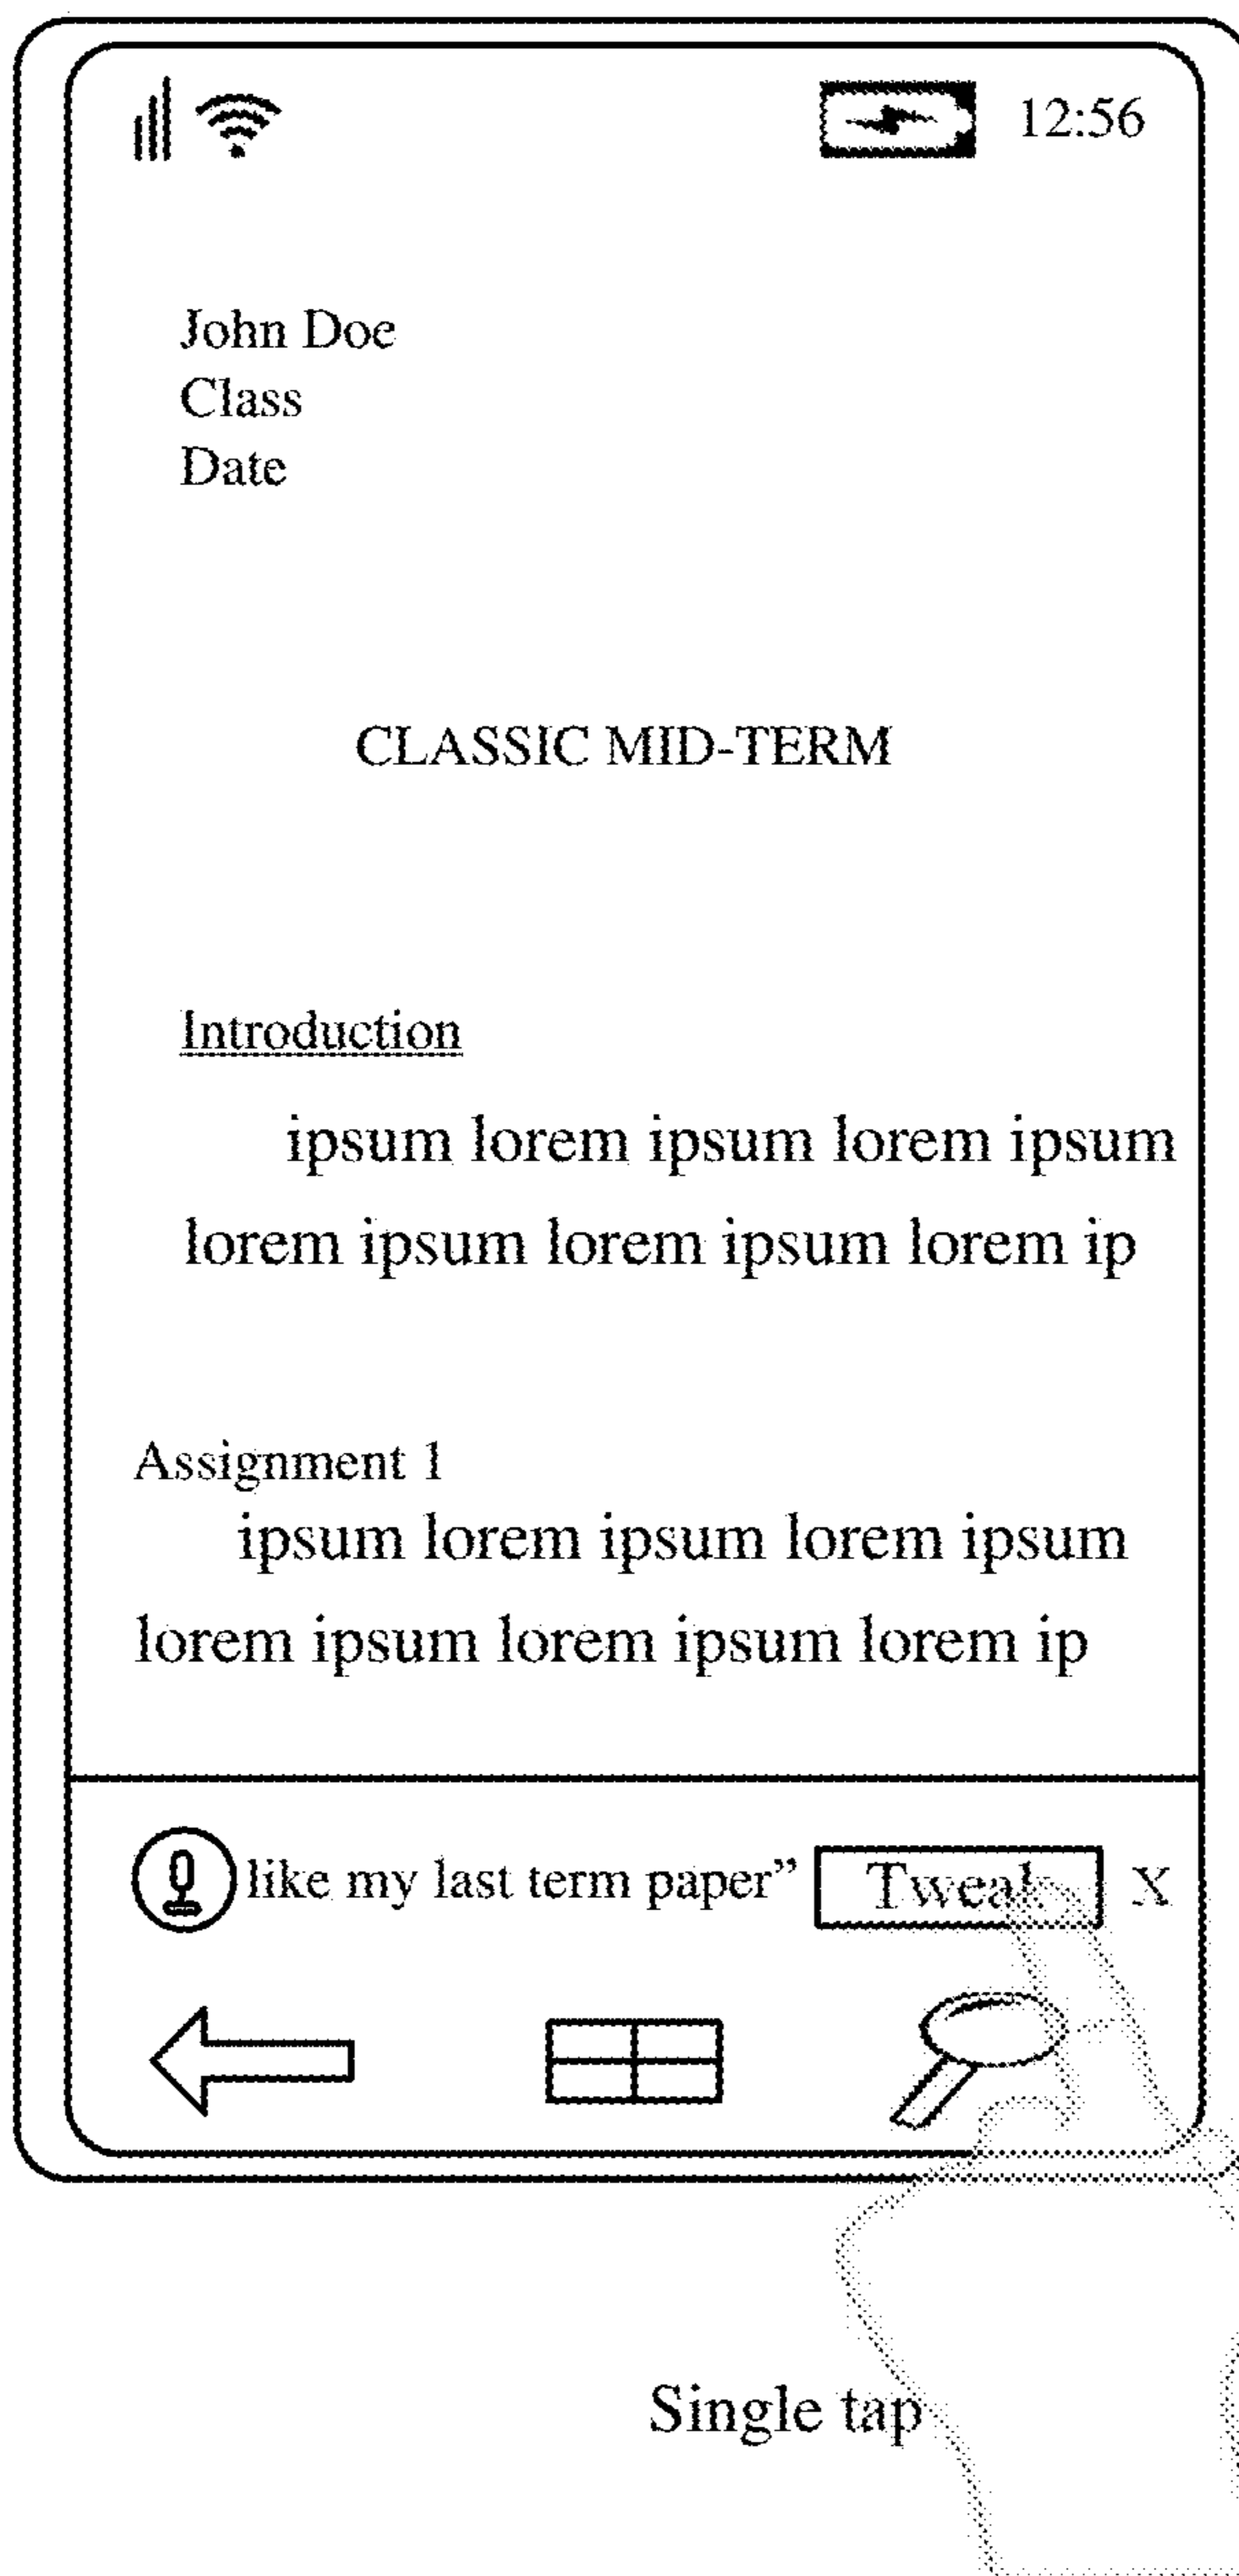 12:56
John Doe
Class
Date
CLASSIC MID-TERM
Introduction
ipsum lorem ipsum lorem ipsum
lorem ipsum lorem ipsum lorem ip
Assignment 1
ipsum lorem ipsum lorem ipsum
lorem ipsum lorem ipsum lorem ip
like my last term paper” Tweak X
Single tap